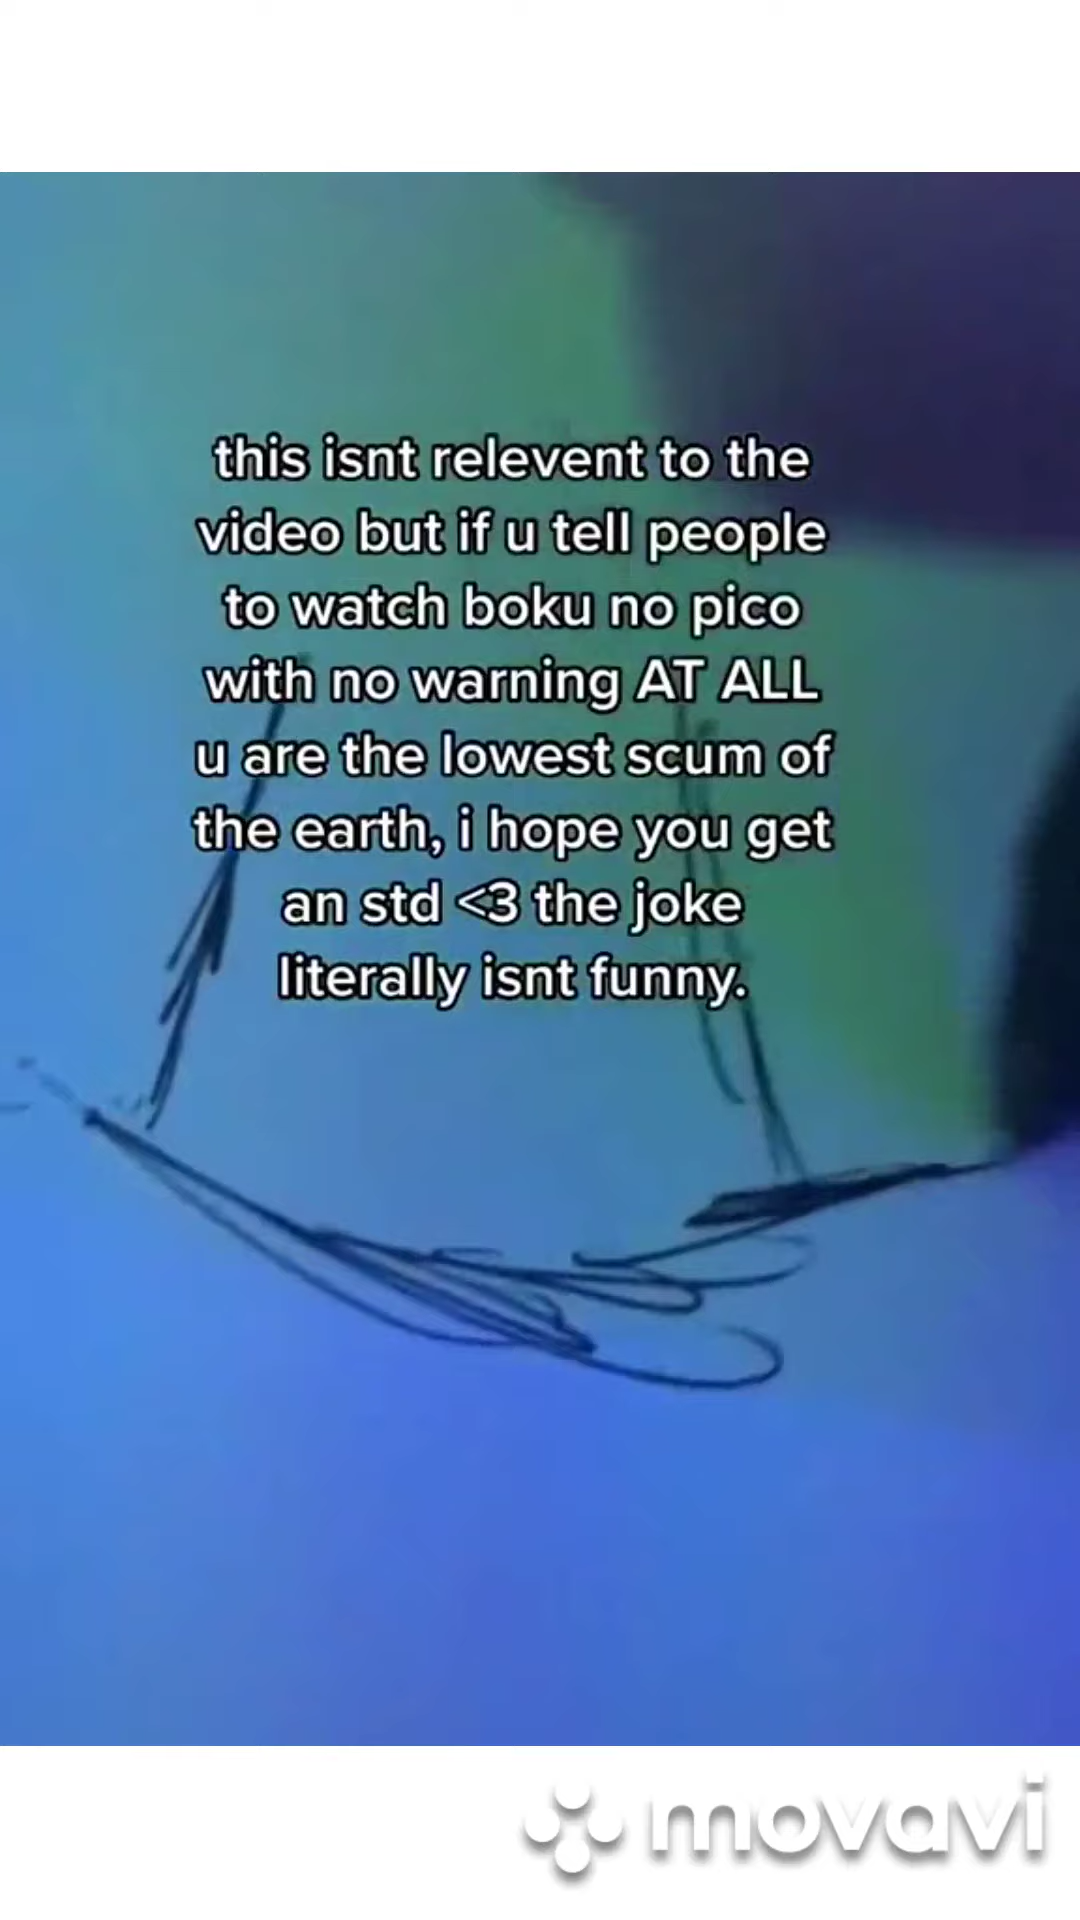 this isnt relevent to the
video but if u tell people
to watch boku no pico
with no warning AT ALL
u are the lowest scum of
the earth, i hope you get
an std <3 the joke
literally isnt funny.
movavi